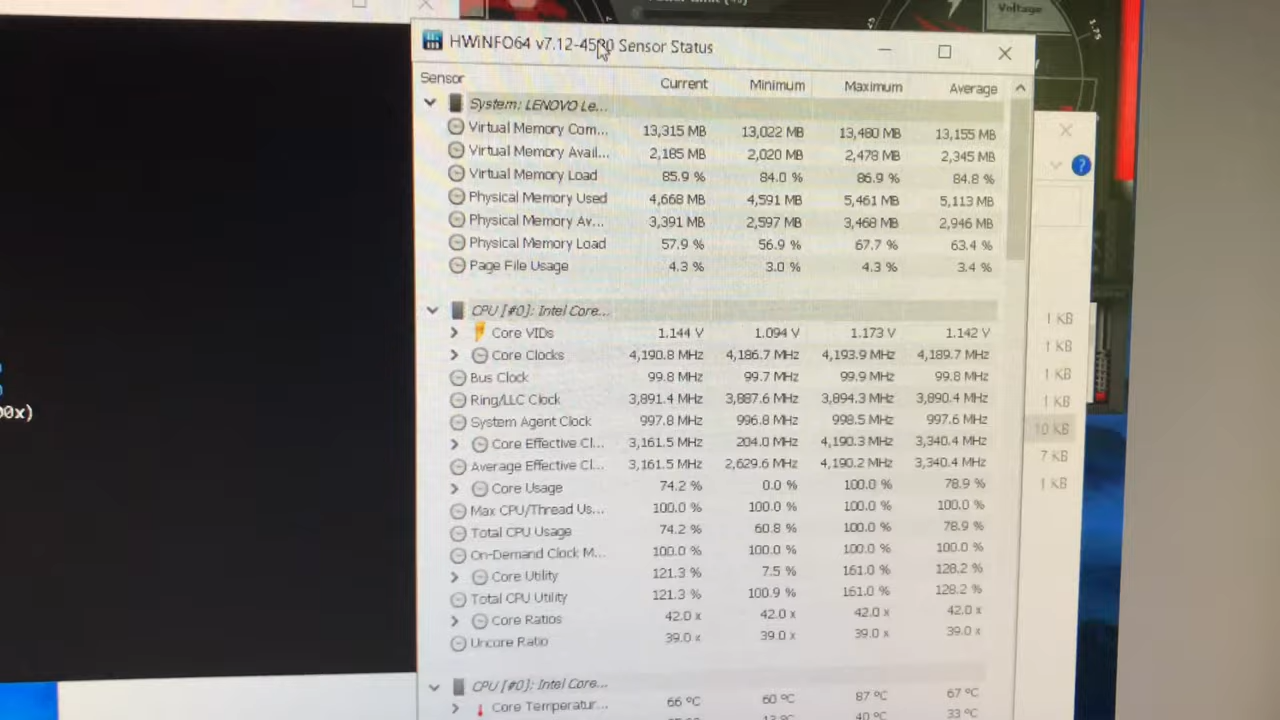 Voltage
1.75
HWiNFO64 v7.12-4580 Sensor Status
Sensor Current Minimum Maximum Average
System: LENOVO Le...
Virtual Memory Com... 13,315 MB 13,022 MB 13,480 MB 13,155 MB
Virtual Memory Avail... 2,185 MB 2,020 MB 2,478 MB 2,345 MB
Virtual Memory Load 85.9 % 84.0 % 86.9 % 84.8 %
Physical Memory Used 4,668 MB 4,591 MB 5,461 MB 5,113 MB
Physical Memory Av... 3,391 MB 2,597 MB 3,468 MB 2,946 MB
Physical Memory Load 57.9 % 56.9 % 67.7 % 63.4 %
Page File Usage 4.3 % 3.0 % 4.3 % 3.4 %
CPU [#0]: Intel Core...
Core VIDs 1.144 V 1.094 V 1.173 V 1.142 V
Core Clocks 4,190.8 MHz 4,186.7 MHz 4,193.9 MHz 4,189.7 MHz
Bus Clock 99.8 MHz 99.7 MHz 99.9 MHz 99.8 MHz
Ring/LLC Clock 3,891.4 MHz 3,887.6 MHz 3,894.3 MHz 3,890.4 MHz
System Agent Clock 997.8 MHz 996.8 MHz 998.5 MHz 997.6 MHz
Core Effective Cl... 3,161.5 MHz 204.0 MHz 4,190.3 MHz 3,340.4 MHz
Average Effective Cl... 3,161.5 MHz 2,629.6 MHz 4,190.2 MHz 3,340.4 MHz
Core Usage 74.2 % 0.0 % 100.0 % 78.9 %
Max CPU/Thread Us... 100.0 % 100.0 % 100.0 % 100.0 %
Total CPU Usage 74.2 % 60.8 % 100.0 % 78.9 %
On-Demand Clock M... 100.0 % 100.0 % 100.0 % 100.0 %
Core Utility 121.3 % 7.5 % 161.0 % 128.2 %
Total CPU Utility 121.3 % 100.9 % 161.0 % 128.2 %
Core Ratios 42.0 x 42.0 x 42.0 x 42.0 x
Uncore Ratio 39.0 x 39.0 x 39.0 x 39.0 x
CPU [#0]: Intel Core...
Core Temperatur... 66 °C 60 °C 87 °C 67 °C
40 °C 33 °C
00x)
1 KB
1 KB
1 KB
1 KB
10 KB
7 KB
1 KB